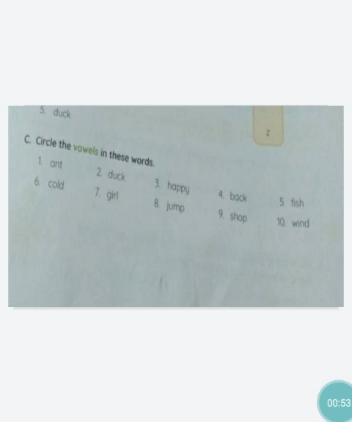 5. duck
z
C. Circle the vowels in these words.
1. ant 2. duck 3. happy 4. back 5. fish
6. cold 7. girl 8. jump 9. shop 10. wind
00:53